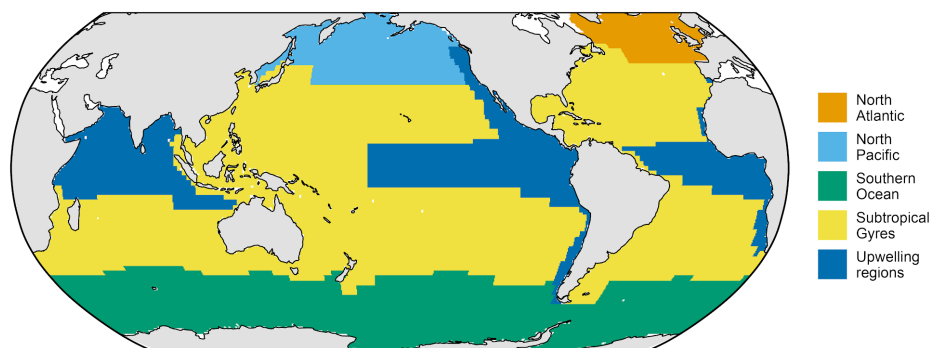 North
Atlantic
North
Pacific
Southern
Ocean
Subtropical
Gyres
Upwelling
regions